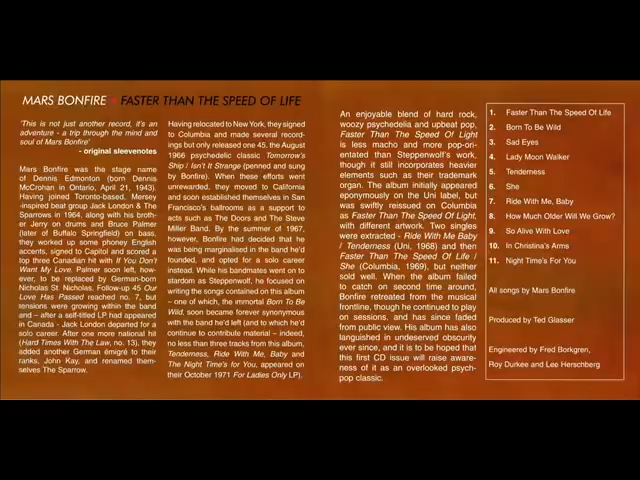 MARS BONFIRE • FASTER THAN THE SPEED OF LIFE
'This is not just another record, it's an
adventure - a trip through the mind and
soul of Mars Bonfire'
- original sleevenotes
Mars Bonfire was the stage name
of Dennis Edmonton (born Dennis
McCrohan in Ontario, April 21, 1943).
Having joined Toronto-based, Mersey
-inspired beat group Jack London & The
Sparrows in 1964, along with his broth-
er Jerry on drums and Bruce Palmer
(later of Buffalo Springfield) on bass,
they worked up some phoney English
accents, signed to Capitol and scored a
top three Canadian hit with If You Don't
Want My Love. Palmer soon left, how-
ever, to be replaced by German-born
Nicholas St. Nicholas, Follow-up 45 Our
Love Has Passed reached no. 7, but
tensions were growing within the band
and – after a self-titled LP had appeared
in Canada - Jack London departed for a
solo career. After one more national hit
(Hard Times With The Law, no. 13), they
added another German émigré to their
ranks, John Kay, and renamed them-
selves The Sparrow.
Having relocated to New York, they signed
to Columbia and made several record-
ings but only released one 45, the August
1966 psychedelic classic Tomorrow's
Ship / Isn't It Strange (penned and sung
by Bonfire). When these efforts went
unrewarded, they moved to California
and soon established themselves in San
Francisco's ballrooms as a support to
acts such as The Doors and The Steve
Miller Band. By the summer of 1967,
however, Bonfire had decided that he
was being marginalised in the band he'd
founded, and opted for a solo career
instead. While his bandmates went on to
stardom as Steppenwolf, he focused on
writing the songs contained on this album
– one of which, the immortal Born To Be
Wild, soon became forever synonymous
with the band he'd left (and to which he'd
continue to contribute material – indeed,
no less than three tracks from this album,
Tenderness, Ride With Me, Baby and
The Night Time's for You, appeared on
their October 1971 For Ladies Only LP).
An enjoyable blend of hard rock,
woozy psychedelia and upbeat pop,
Faster Than The Speed Of Light
is less macho and more pop-ori-
entated than Steppenwolf's work,
though it still incorporates heavier
elements such as their trademark
organ. The album initially appeared
eponymously on the Uni label, but
was swiftly reissued on Columbia
as Faster Than The Speed Of Light,
with different artwork. Two singles
were extracted - Ride With Me Baby
/ Tenderness (Uni, 1968) and then
Faster Than The Speed Of Life /
She (Columbia, 1969), but neither
sold well. When the album failed
to catch on second time around,
Bonfire retreated from the musical
frontline, though he continued to play
on sessions, and has since faded
from public view. His album has also
languished in undeserved obscurity
ever since, and it is to be hoped that
this first CD issue will raise aware-
ness of it as an overlooked psych-
pop classic.
1. Faster Than The Speed Of Life
2. Born To Be Wild
3. Sad Eyes
4. Lady Moon Walker
5. Tenderness
6. She
7. Ride With Me, Baby
8. How Much Older Will We Grow?
9. So Alive With Love
10. In Christina's Arms
11. Night Time's For You
All songs by Mars Bonfire
Produced by Ted Glasser
Engineered by Fred Borkgren,
Roy Durkee and Lee Herschberg